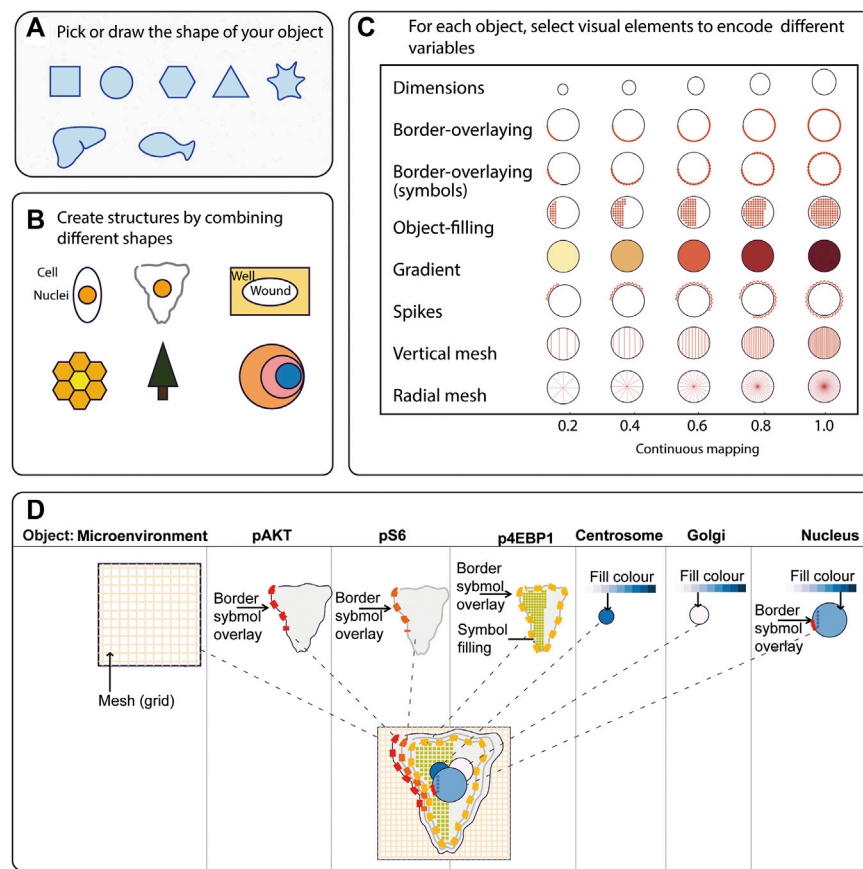 A
Pick or draw the shape of your object
B
Create structures by combining
different shapes
Cell
Nuclei
Well
Wound
C
For each object, select visual elements to encode different
variables
Dimensions
Border-overlaying
Border-overlaying
(symbols)
Object-filling
Gradient
Spikes
Vertical mesh
Radial mesh
0.2 0.4 0.6 0.8 1.0
Continuous mapping
D
Object: Microenvironment pAKT pS6 p4EBP1 Centrosome Golgi Nucleus
Mesh (grid)
Border
sybmol
overlay
Border
sybmol
overlay
Border
sybmol
overlay
Symbol
filling
Fill colour
Fill colour
Fill colour
Border
sybmol
overlay